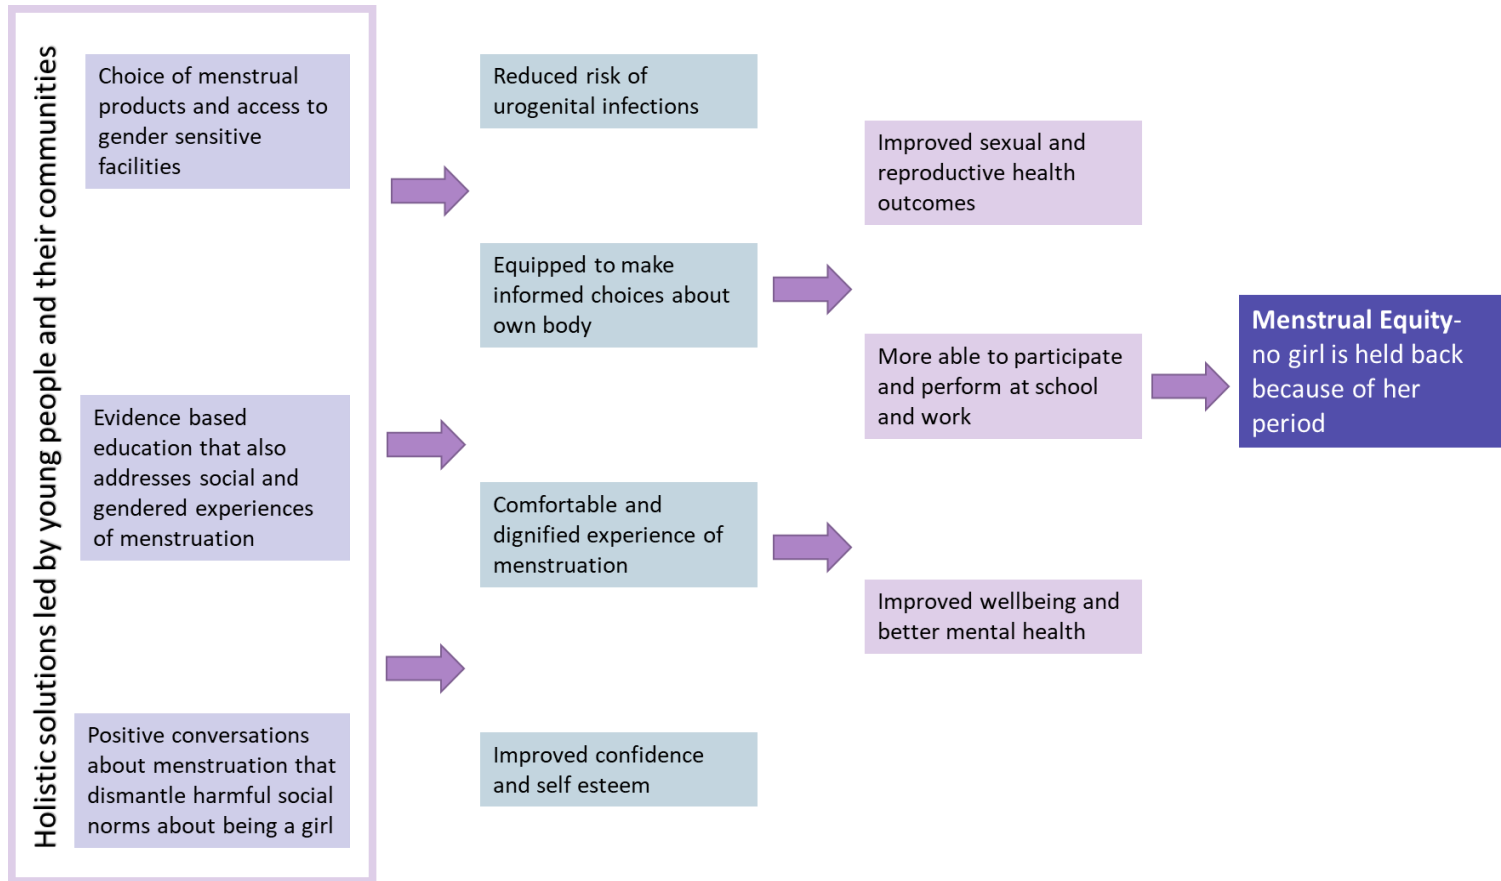 Holistic solutions led by young people and their communities
Choice of menstrual
products and access to
gender sensitive
facilities
Evidence based
education that also
addresses social and
gendered experiences
of menstruation
Positive conversations
about menstruation that
dismantle harmful social
norms about being a girl
Reduced risk of
urogenital infections
Equipped to make
informed choices about
own body
Comfortable and
dignified experience of
menstruation
Improved confidence
and self esteem
Improved sexual and
reproductive health
outcomes
More able to participate
and perform at school
and work
Improved wellbeing and
better mental health
Menstrual Equity-
no girl is held back
because of her
period